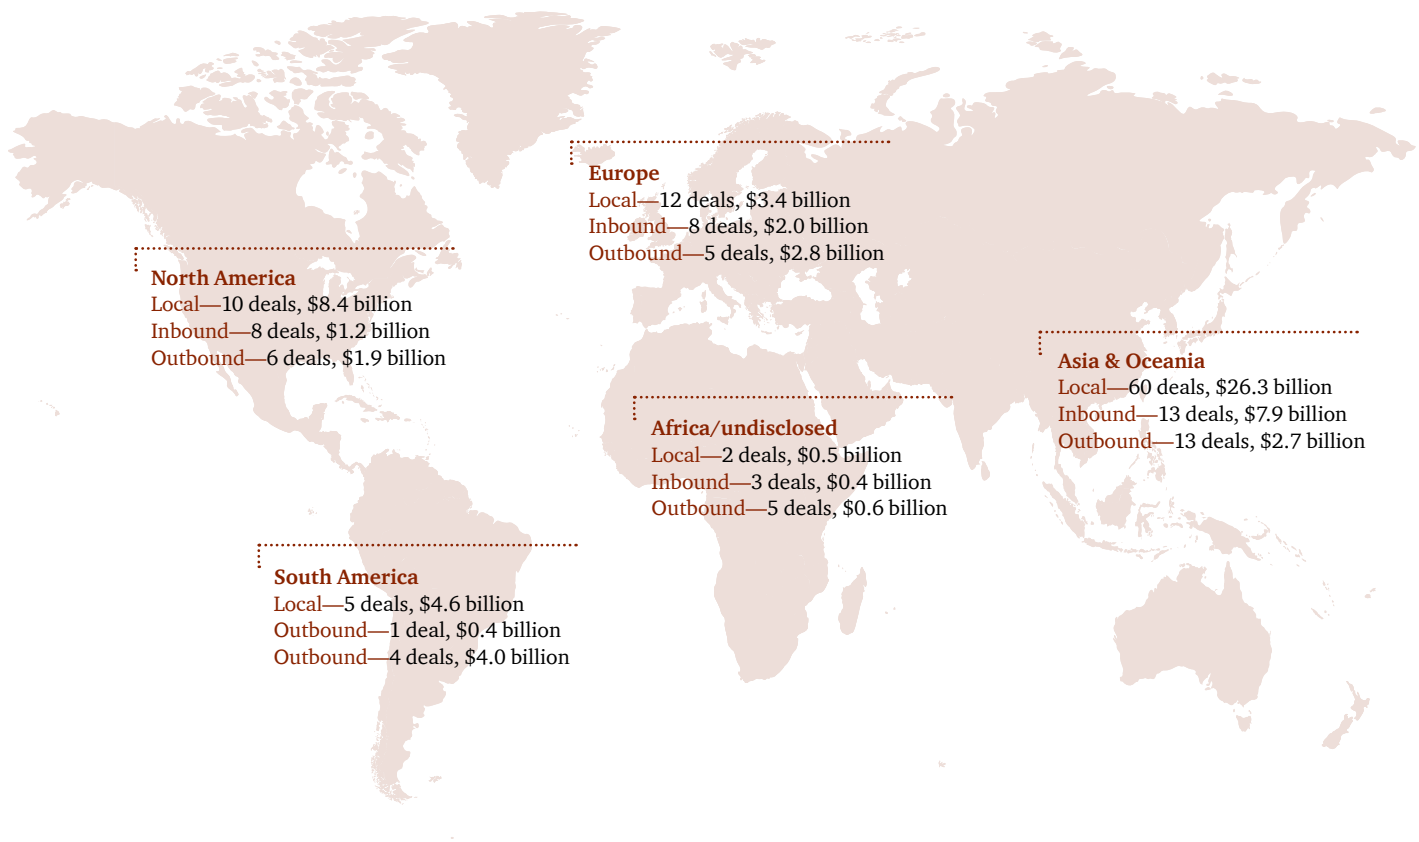 Europe
Local—12 deals, $3.4 billion
Inbound—8 deals, $2.0 billion
Outbound—5 deals, $2.8 billion
North America
Local—10 deals, $8.4 billion
Inbound—8 deals, $1.2 billion
Outbound—6 deals, $1.9 billion
Asia & Oceania
Local—60 deals, $26.3 billion
Inbound—13 deals, $7.9 billion
Outbound—13 deals, $2.7 billion
Africa/undisclosed
Local—2 deals, $0.5 billion
Inbound—3 deals, $0.4 billion
Outbound—5 deals, $0.6 billion
South America
Local—5 deals, $4.6 billion
Outbound—1 deal, $0.4 billion
Outbound—4 deals, $4.0 billion